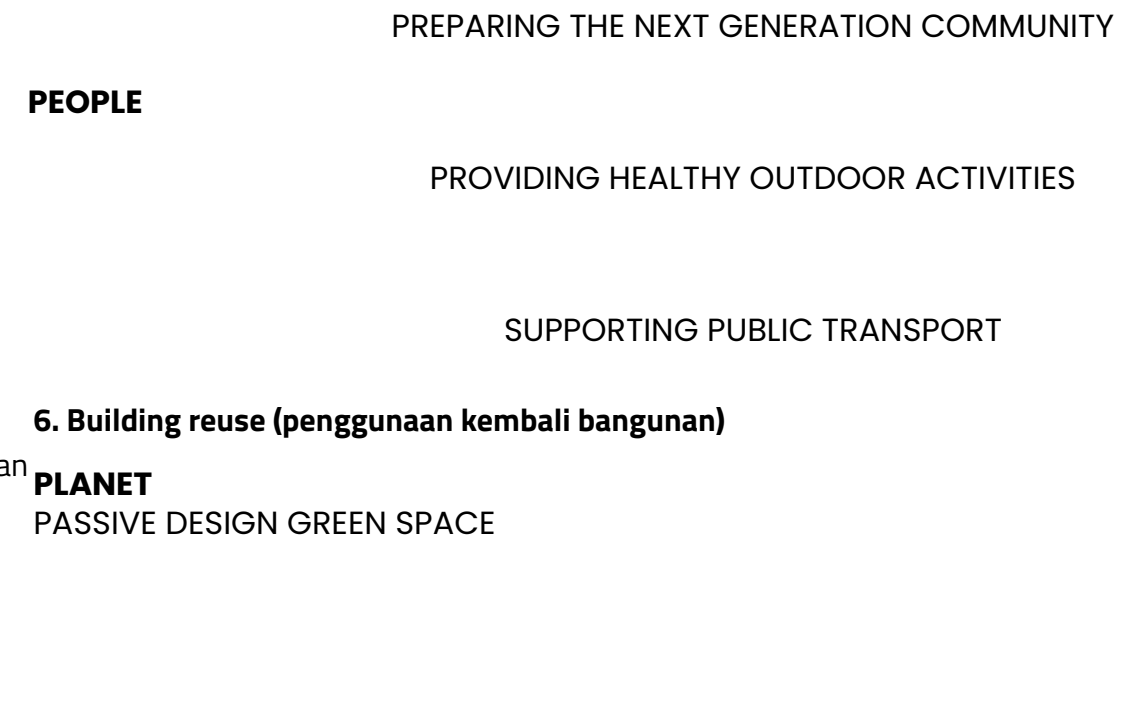 PREPARING THE NEXT GENERATION COMMUNITY
PEOPLE
PROVIDING HEALTHY OUTDOOR ACTIVITIES
SUPPORTING PUBLIC TRANSPORT
6. Building reuse (penggunaan kembali bangunan)
an
PLANET
PASSIVE DESIGN GREEN SPACE